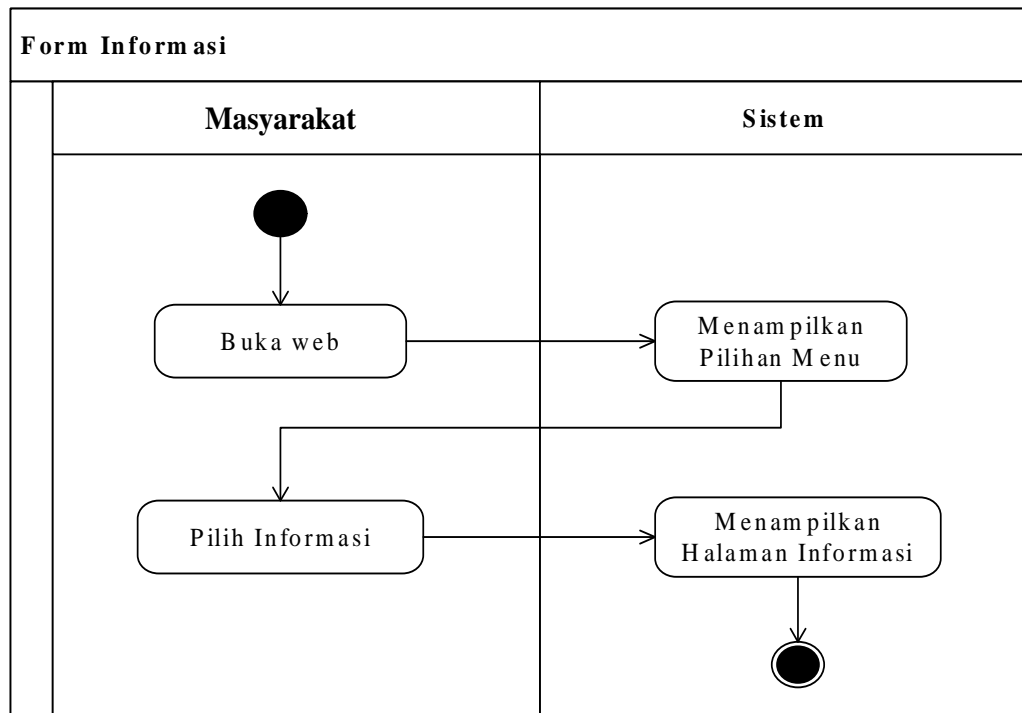 Form Informasi
Masyarakat
Sistem
Buka web
Menampilkan
Pilihan Menu
Pilih Informasi
Menampilkan
Halaman Informasi